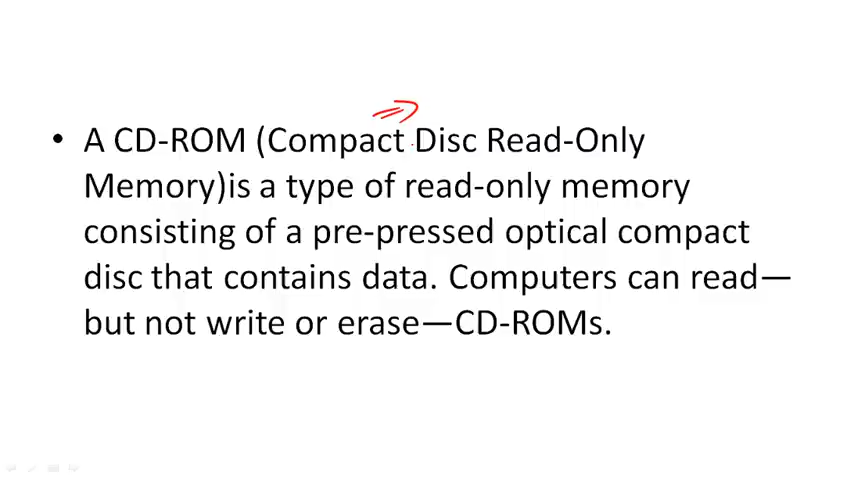 • A CD-ROM (Compact Disc Read-Only
Memory)is a type of read-only memory
consisting of a pre-pressed optical compact
disc that contains data. Computers can read—
but not write or erase—CD-ROMs.